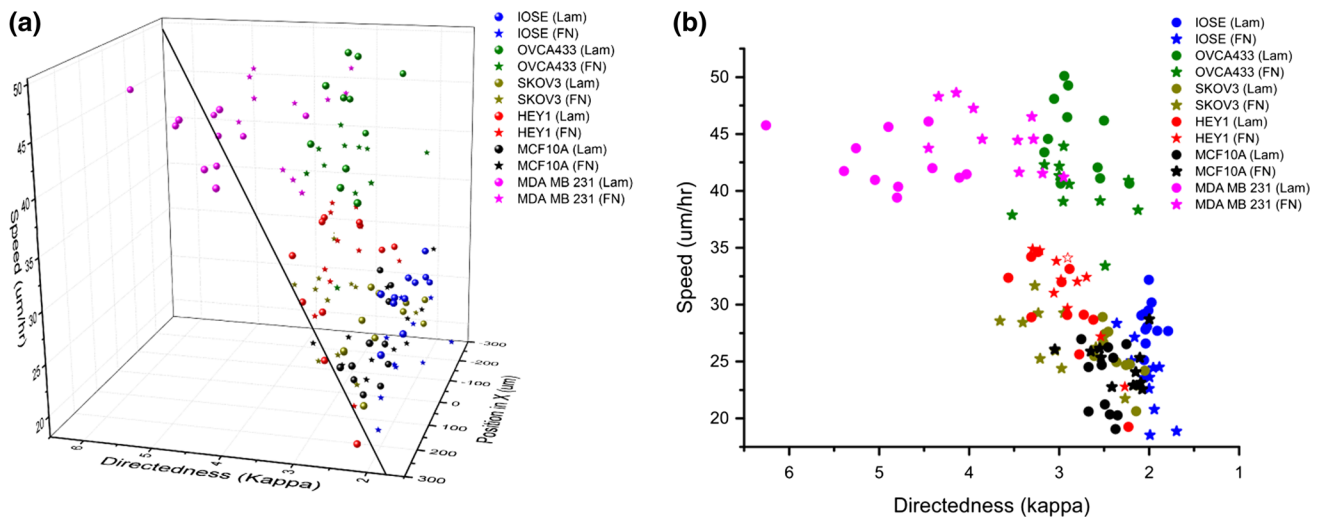 (a)
IOSE (Lam)
IOSE (FN)
OVCA433 (Lam)
OVCA433 (FN)
SKOV3 (Lam)
SKOV3 (FN)
HEY1 (Lam)
HEY1 (FN)
MCF10A (Lam)
MCF10A (FN)
MDA MB 231 (Lam)
MDA MB 231 (FN)
50
45
40
35
30
25
20
Speed (um/hr)
6
5
4
3
2
Directedness (Kappa)
-300
-200
-100
0
100
200
300
Position in X (um)
(b)
IOSE (Lam)
IOSE (FN)
OVCA433 (Lam)
OVCA433 (FN)
SKOV3 (Lam)
SKOV3 (FN)
HEY1 (Lam)
HEY1 (FN)
MCF10A (Lam)
MCF10A (FN)
MDA MB 231 (Lam)
MDA MB 231 (FN)
50
45
40
35
30
25
20
Speed (um/hr)
6
5
4
3
2
1
Directedness (kappa)